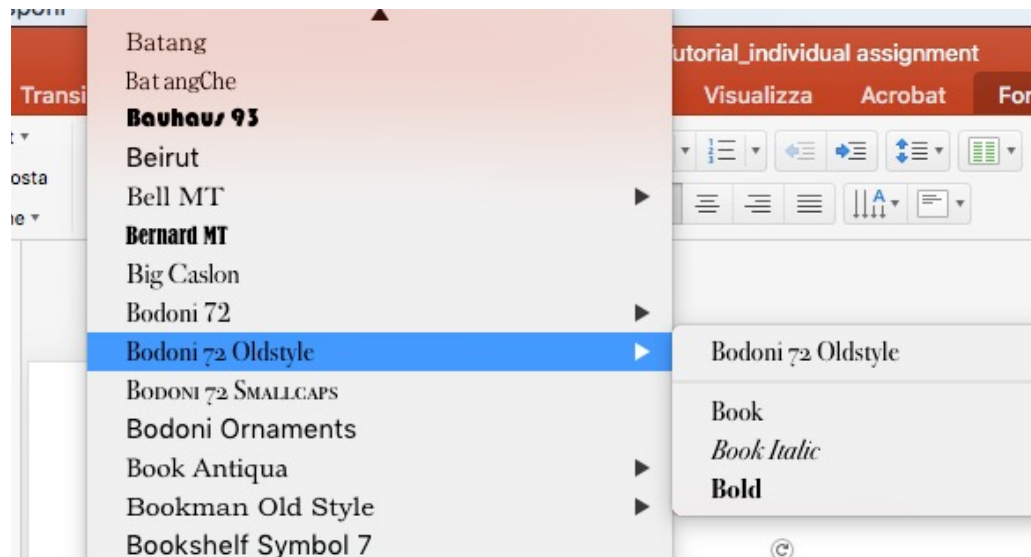 Batang
BatangChe
Bauhaus 93
Beirut
Bell MT
Bernard MT
Big Caslon
Bodoni 72
Bodoni 72 Oldstyle
Bodoni 72 Smallcaps
Bodoni Ornaments
Book Antiqua
Bookman Old Style
Bookshelf Symbol 7
utorial_individual assignment
Transi
Visualizza
Acrobat
For
osta
Bodoni 72 Oldstyle
Book
Book Italic
Bold